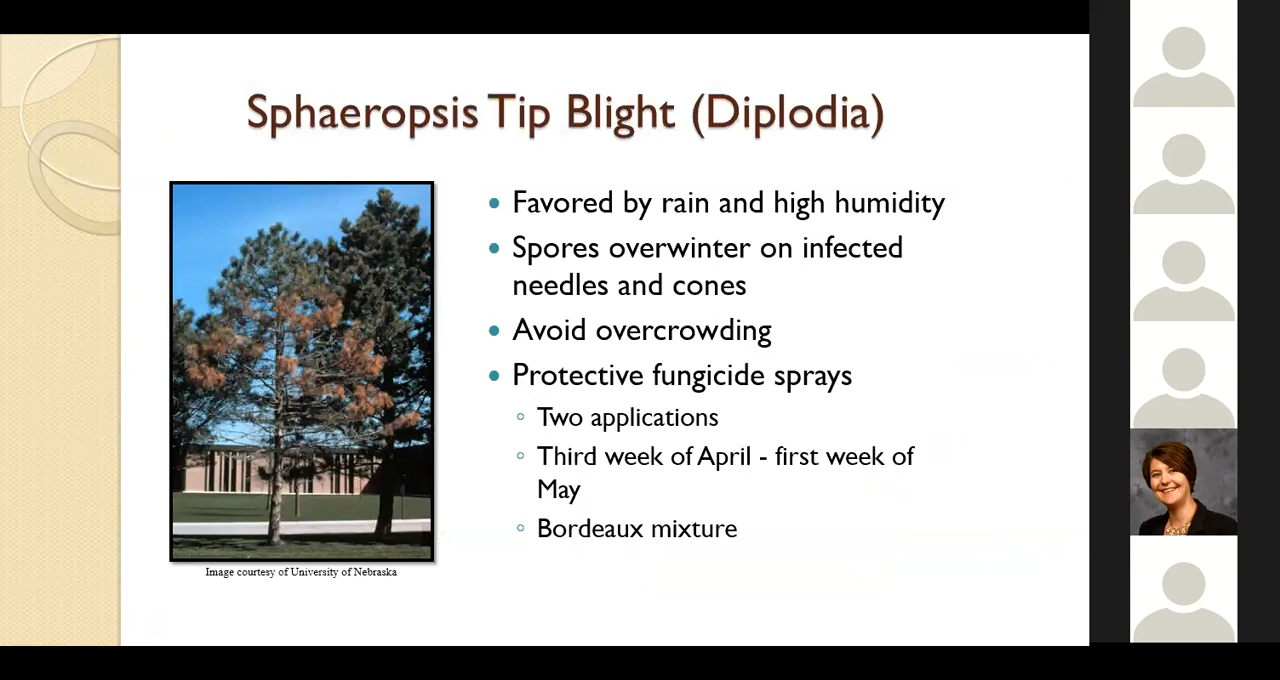 Sphaeropsis Tip Blight (Diplodia)
Favored by rain and high humidity
Spores overwinter on infected
needles and cones
Avoid overcrowding
Protective fungicide sprays
Two applications
Third week of April - first week of
May
Bordeaux mixture
Image courtesy of University of Nebraska